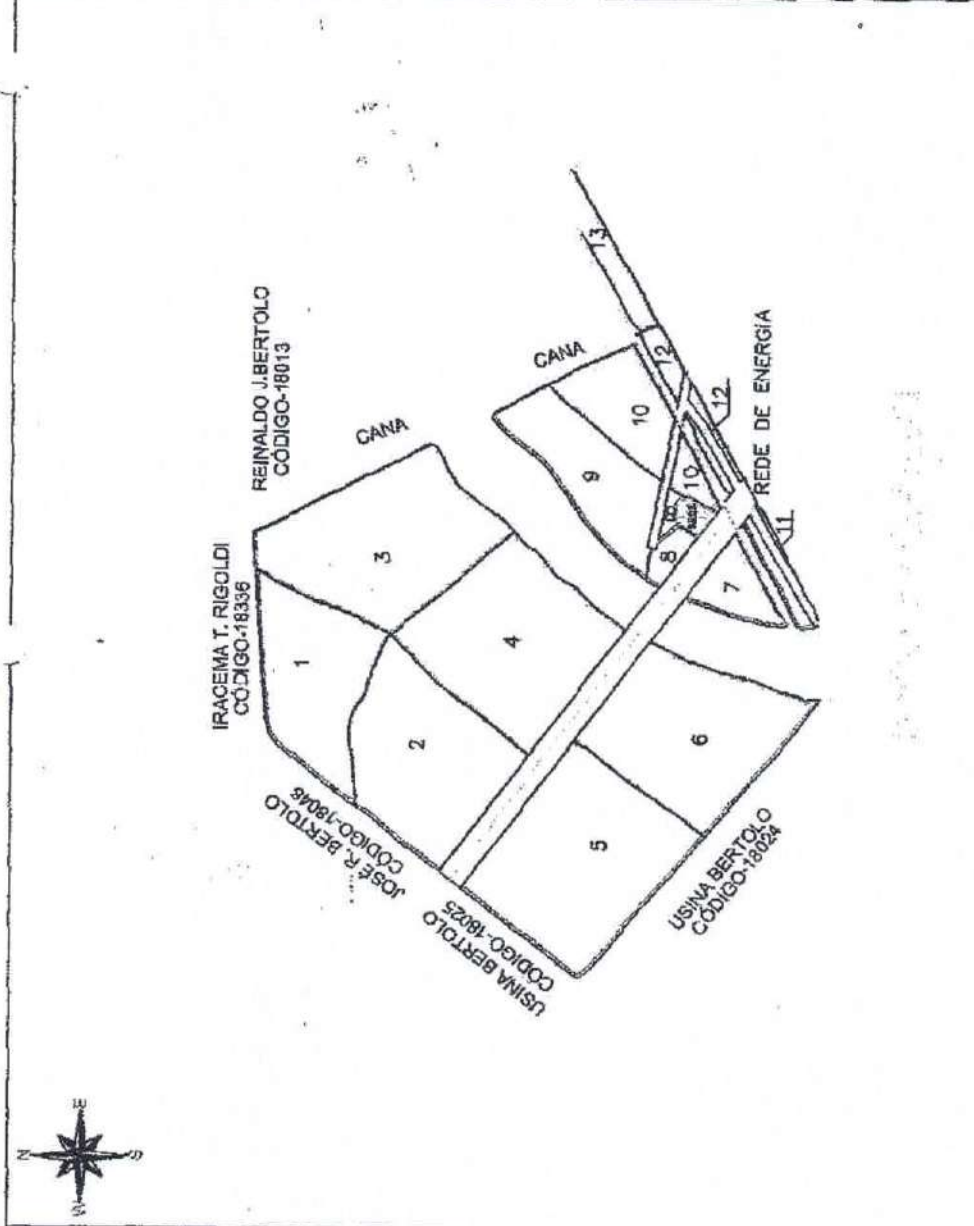 N
W
E
S
IRACEMA T. RIGOLDI
CÓDIGO-18336
REINALDO J.BERTOLO
CÓDIGO-18013
CANA
CANA
JOSÉ R. BERTOLO
CÓDIGO-18046
USINA BERTOLO
CÓDIGO-18025
USINA BERTOLO
CÓDIGO-18024
REDE DE ENERGIA
1
2
3
4
5
6
7
8
8
9
10
10
11
12
12
13